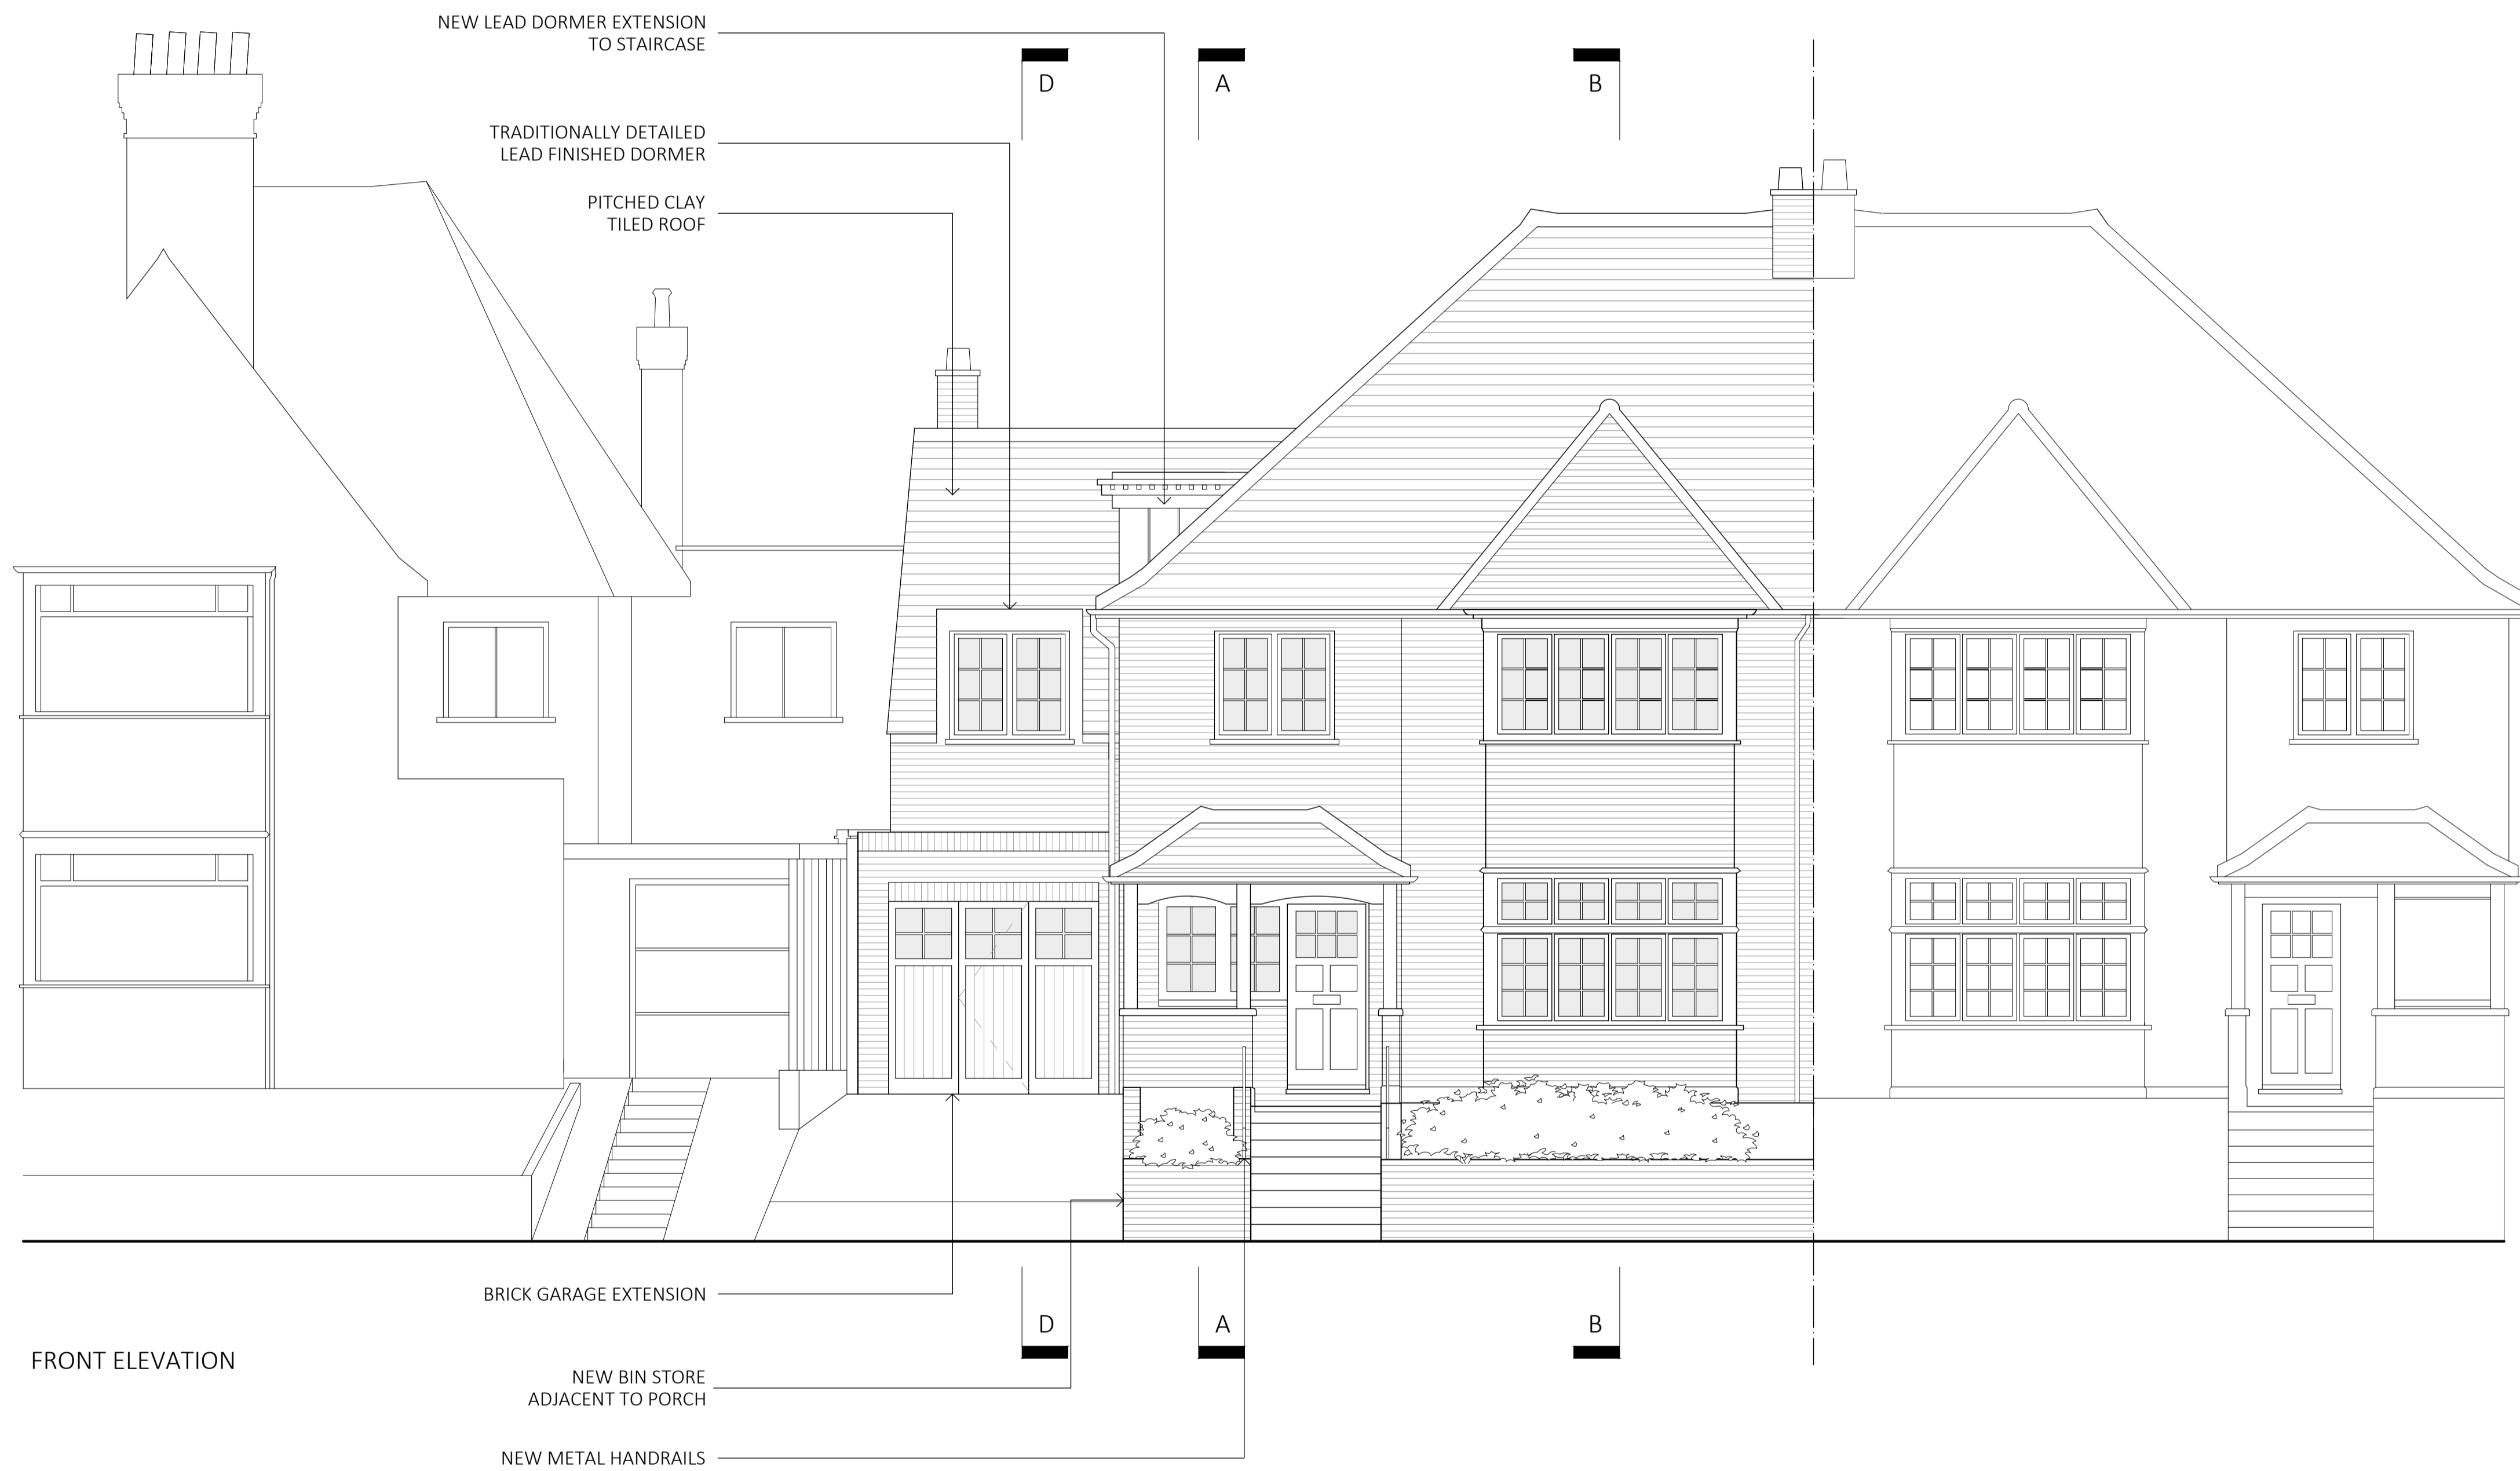 NEW LEAD DORMER EXTENSION
TO STAIRCASE
D
A
B
TRADITIONALLY DETAILED
LEAD FINISHED DORMER
PITCHED CLAY
TILED ROOF
BRICK GARAGE EXTENSION
D
A
B
FRONT ELEVATION
NEW BIN STORE
ADJACENT TO PORCH
NEW METAL HANDRAILS